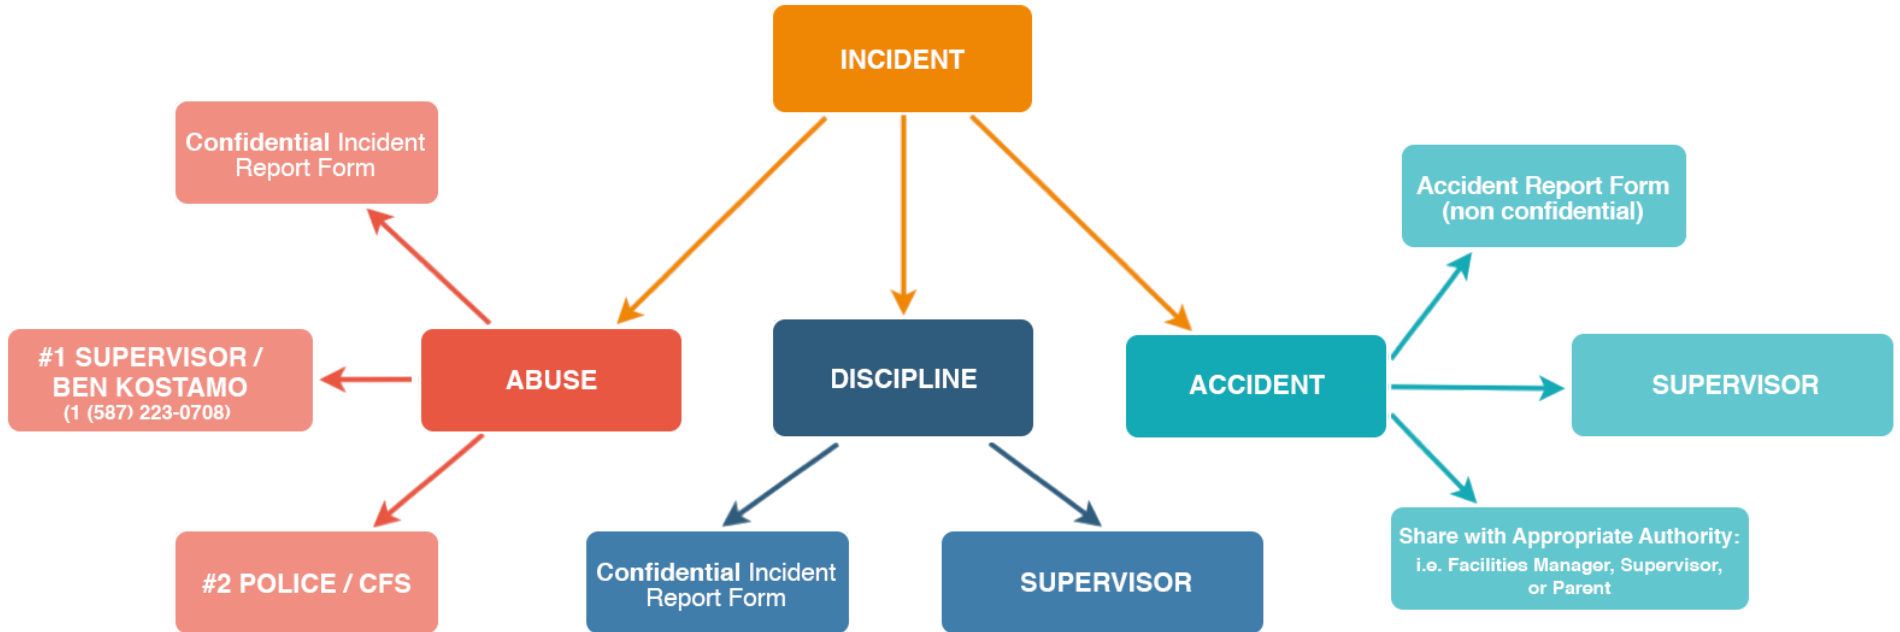 INCIDENT
Confidential Incident
Report Form
Accident Report Form
(non confidential)
#1 SUPERVISOR /
BEN KOSTAMO
(1 (587) 223-0708)
ABUSE
DISCIPLINE
ACCIDENT
SUPERVISOR
#2 POLICE / CFS
Confidential Incident
Report Form
SUPERVISOR
Share with Appropriate Authority:
i.e. Facilities Manager, Supervisor,
or Parent